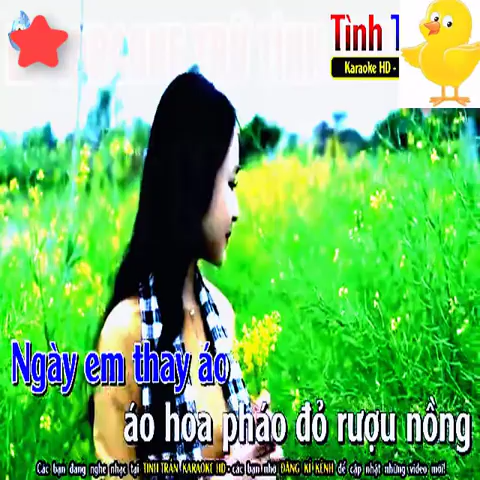 Tình T
Karaoke HD -
Ngày em thay áo
áo hoa pháo đỏ rượu nồng
Các bạn đang nghe nhạc tại TINH TRAN KARAOKE HD - các bạn nhớ ĐĂNG KÍ KÊNH để cập nhật những video mới!